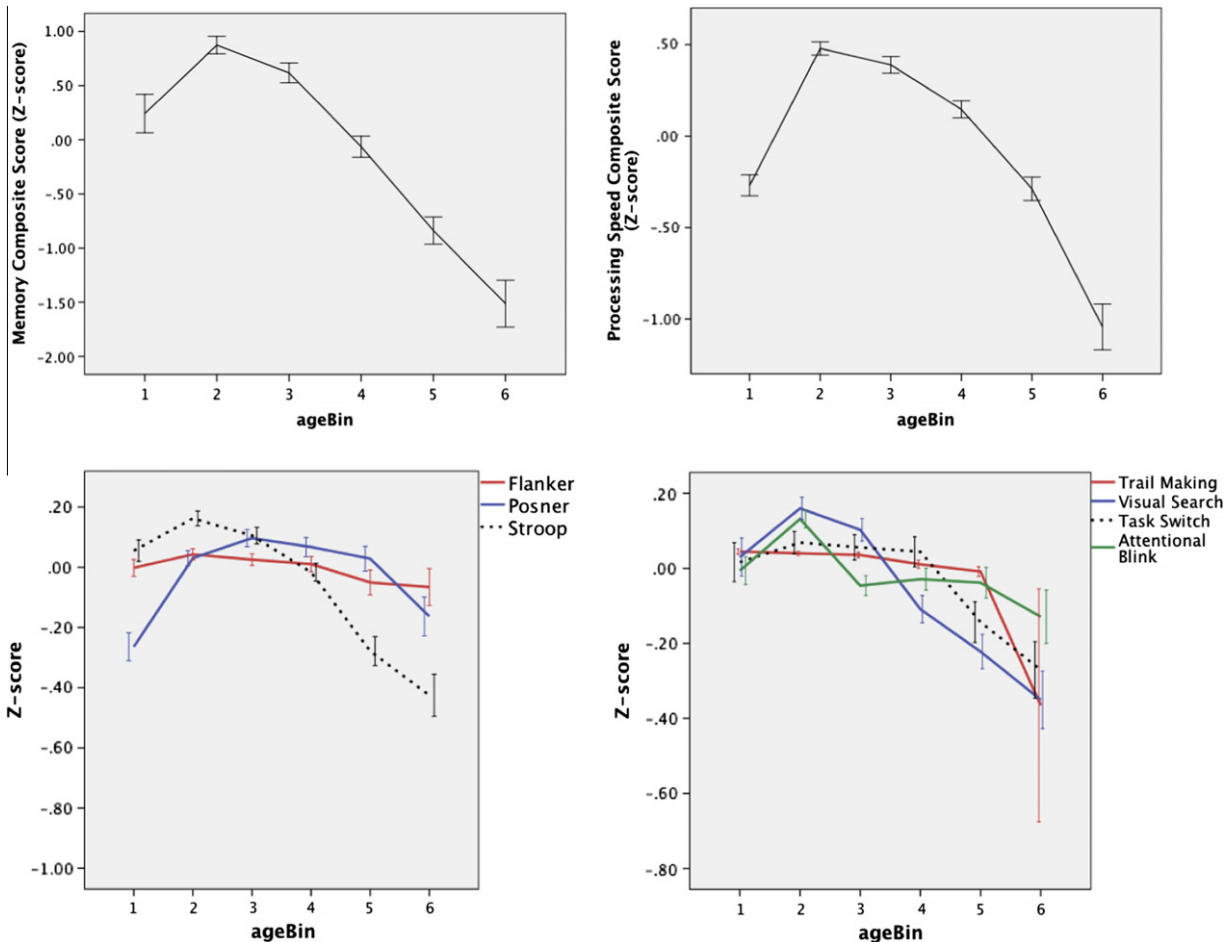 Memory Composite Score (Z-score)
1.00
.50
.00
-.50
-1.00
-1.50
-2.00
1 2 3 4 5 6
ageBin
Processing Speed Composite Score
(Z-score)
.50
.00
-.50
-1.00
1 2 3 4 5 6
ageBin
Z-score
.20
.00
-.20
-.40
-.60
-.80
-1.00
1 2 3 4 5 6
ageBin
Flanker
Posner
Stroop
Z-score
.20
.00
-.20
-.40
-.60
-.80
1 2 3 4 5 6
ageBin
Trail Making
Visual Search
Task Switch
Attentional
Blink